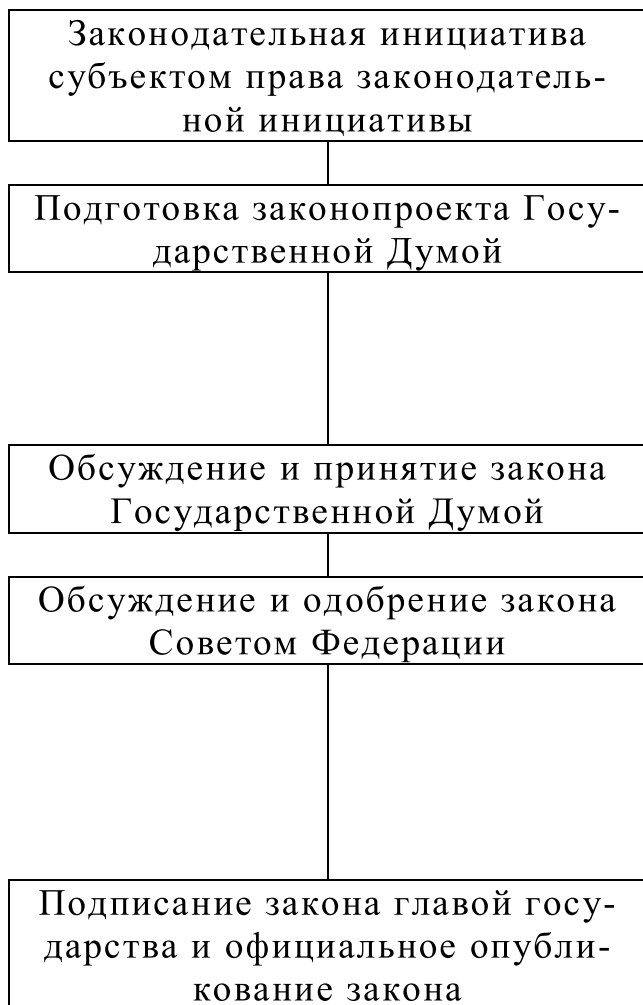 Законодательная инициатива
субъектом права законодатель-
ной инициативы
Подготовка законопроекта Госу-
дарственной Думой
Обсуждение и принятие закона
Государственной Думой
Обсуждение и одобрение закона
Советом Федерации
Подписание закона главой госу-
дарства и официальное опубли-
кование закона